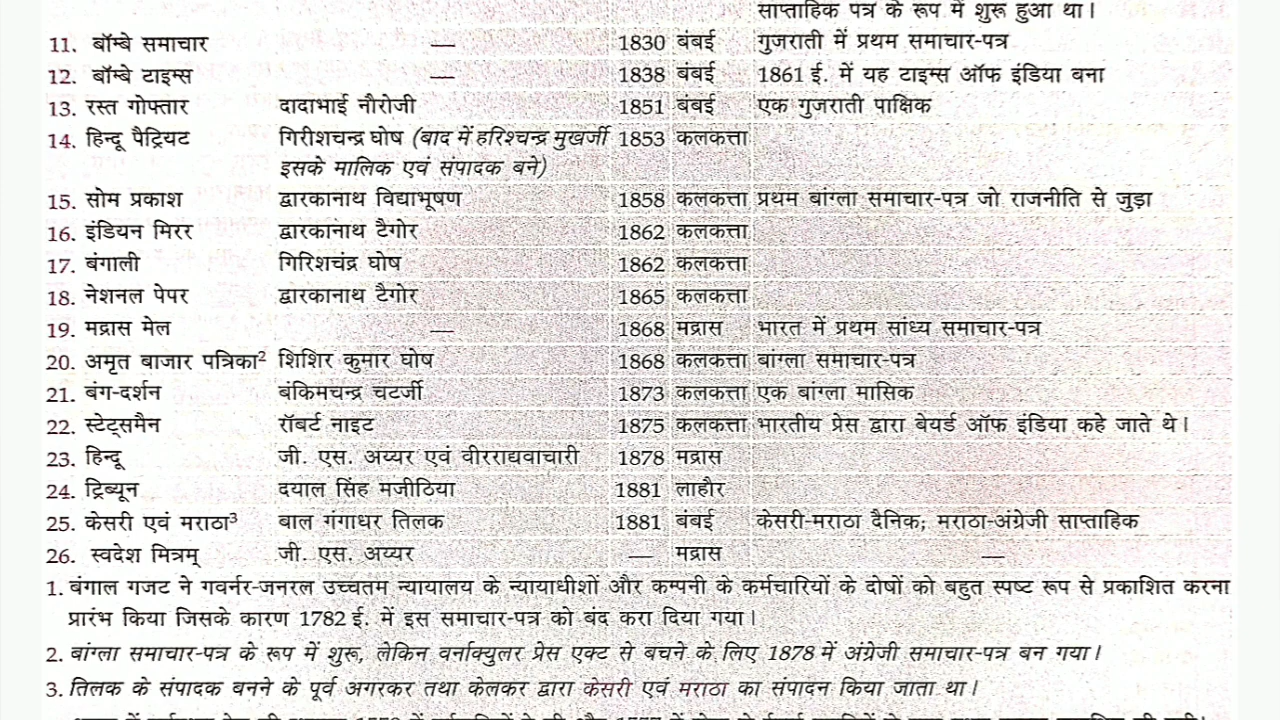 साप्ताहिक पत्र के रूप में शुरू हुआ था।
11. बॉम्बे समाचार — 1830 बंबई गुजराती में प्रथम समाचार-पत्र
12. बॉम्बे टाइम्स — 1838 बंबई 1861 ई. में यह टाइम्स ऑफ इंडिया बना
13. रस्त गोफ्तार दादाभाई नौरोजी 1851 बंबई एक गुजराती पाक्षिक
14. हिन्दू पैट्रियट गिरीशचन्द्र घोष (बाद में हरिश्चन्द्र मुखर्जी 1853 कलकत्ता
इसके मालिक एवं संपादक बने)
15. सोम प्रकाश द्वारकानाथ विद्याभूषण 1858 कलकत्ता प्रथम बांग्ला समाचार-पत्र जो राजनीति से जुड़ा
16. इंडियन मिरर द्वारकानाथ टैगोर 1862 कलकत्ता
17. बंगाली गिरिशचंद्र घोष 1862 कलकत्ता
18. नेशनल पेपर द्वारकानाथ टैगोर 1865 कलकत्ता
19. मद्रास मेल — 1868 मद्रास भारत में प्रथम सांध्य समाचार-पत्र
20. अमृत बाजार पत्रिका² शिशिर कुमार घोष 1868 कलकत्ता बांग्ला समाचार-पत्र
21. बंग-दर्शन बंकिमचन्द्र चटर्जी 1873 कलकत्ता एक बांग्ला मासिक
22. स्टेट्समैन रॉबर्ट नाइट 1875 कलकत्ता भारतीय प्रेस द्वारा बेयर्ड ऑफ इंडिया कहे जाते थे।
23. हिन्दू जी. एस. अय्यर एवं वीरराघवाचारी 1878 मद्रास
24. ट्रिब्यून दयाल सिंह मजीठिया 1881 लाहौर
25. केसरी एवं मराठा³ बाल गंगाधर तिलक 1881 बंबई केसरी-मराठा दैनिक; मराठा-अंग्रेजी साप्ताहिक
26. स्वदेश मित्रम् जी. एस. अय्यर — मद्रास —
1. बंगाल गजट ने गवर्नर-जनरल उच्चतम न्यायालय के न्यायाधीशों और कम्पनी के कर्मचारियों के दोषों को बहुत स्पष्ट रूप से प्रकाशित करना
प्रारंभ किया जिसके कारण 1782 ई. में इस समाचार-पत्र को बंद करा दिया गया।
2. बांग्ला समाचार-पत्र के रूप में शुरू, लेकिन वर्नाक्युलर प्रेस एक्ट से बचने के लिए 1878 में अंग्रेजी समाचार-पत्र बन गया।
3. तिलक के संपादक बनने के पूर्व अगरकर तथा केलकर द्वारा केसरी एवं मराठा का संपादन किया जाता था।